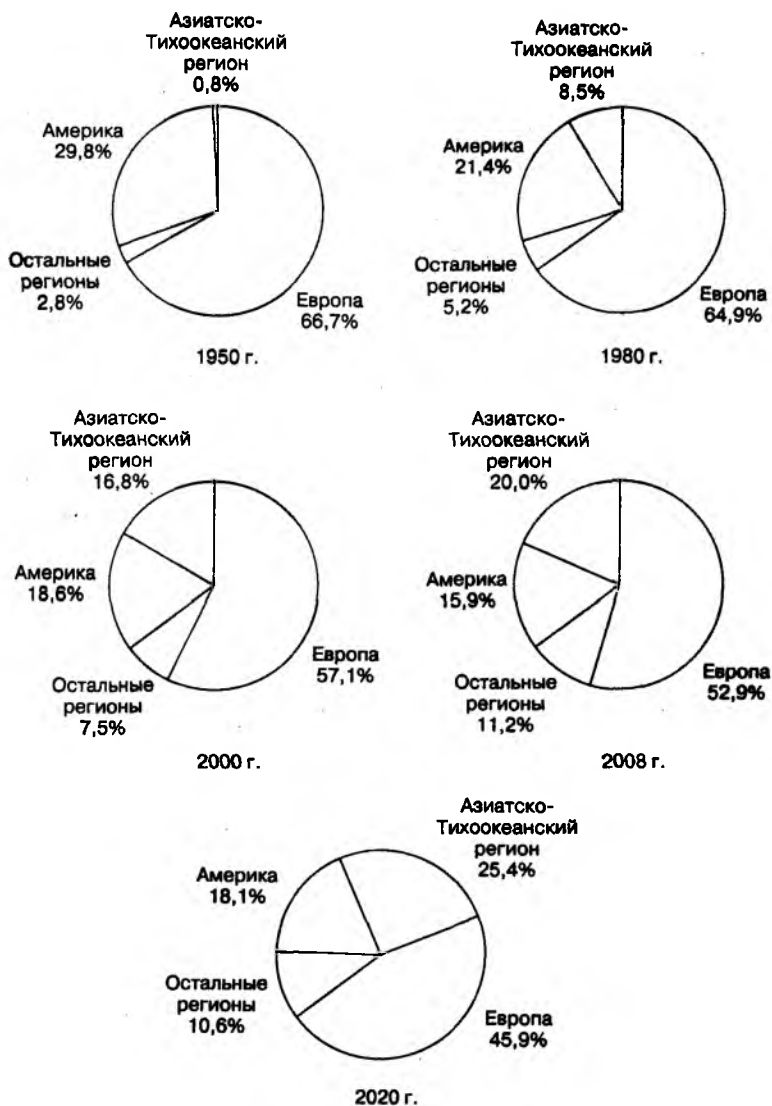 Азиатско-
Тихоокеанский
регион
0,8%
Америка
29,8%
Остальные
регионы
2,8%
Европа
66,7%
1950 г.
Азиатско-
Тихоокеанский
регион
8,5%
Америка
21,4%
Остальные
регионы
5,2%
Европа
64,9%
1980 г.
Азиатско-
Тихоокеанский
регион
16,8%
Америка
18,6%
Остальные
регионы
7,5%
Европа
57,1%
2000 г.
Азиатско-
Тихоокеанский
регион
20,0%
Америка
15,9%
Остальные
регионы
11,2%
Европа
52,9%
2008 г.
Азиатско-
Тихоокеанский
регион
25,4%
Америка
18,1%
Остальные
регионы
10,6%
Европа
45,9%
2020 г.